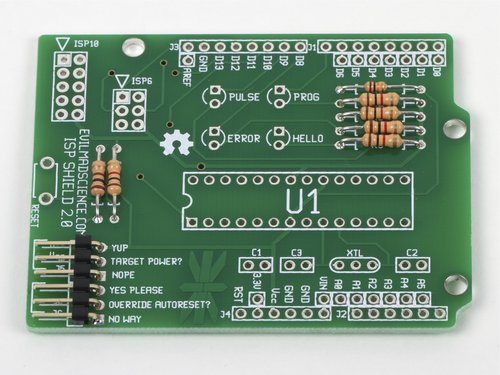 ISP10
J3
J1
AREF
GND
D13
D12
D11
D10
D9
D8
D6
D5
D4
D3
D2
D1
D0
ISP6
PULSE
PROG
ERROR
HELLO
EVILMADSCIENCE.COM
ISP SHIELD 2.0
RESET
U1
YUP
TARGET POWER?
NOPE
YES PLEASE
OVERRIDE AUTORESET?
NO WAY
C1
C3
XTL
C2
RST
3.3V
Vcc
GND
GND
VIN
A0
A1
A2
A3
A4
A5
J4
J2